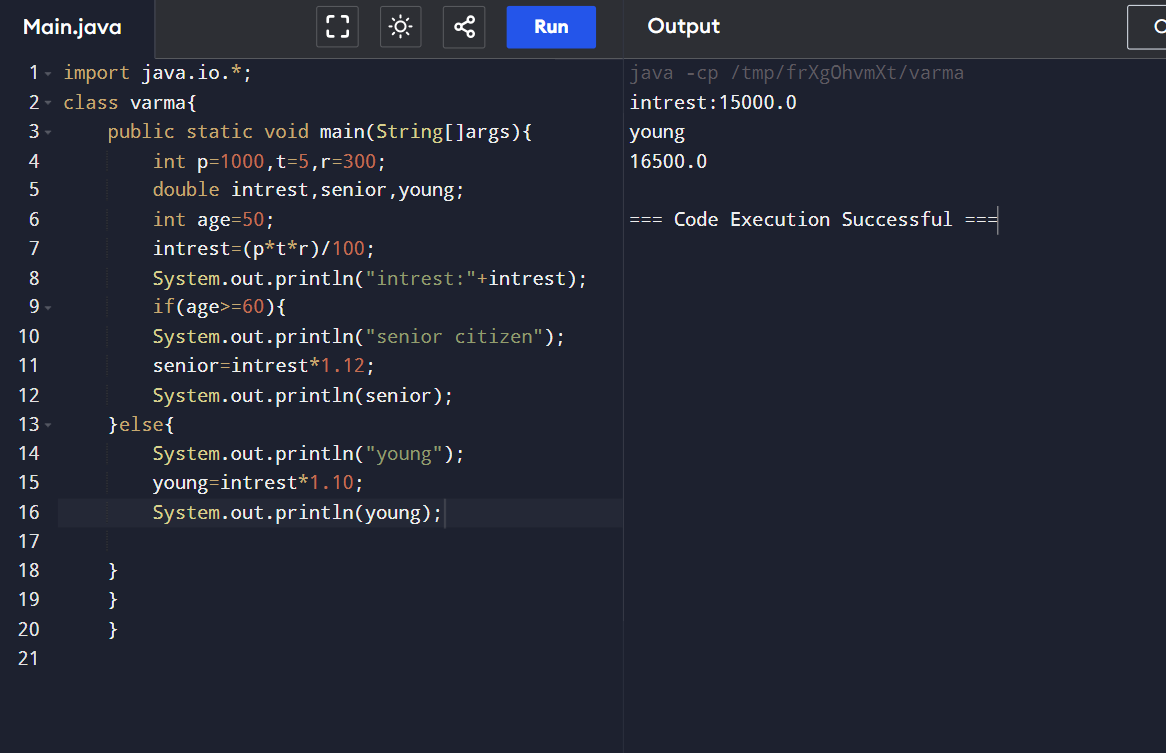 Main.java
Run
Output
1 import java.io.*;
2 class varma{
3     public static void main(String[]args){
4         int p=1000,t=5,r=300;
5         double intrest,senior,young;
6         int age=50;
7         intrest=(p*t*r)/100;
8         System.out.println("intrest:"+intrest);
9         if(age>=60){
10         System.out.println("senior citizen");
11         senior=intrest*1.12;
12         System.out.println(senior);
13     }else{
14         System.out.println("young");
15         young=intrest*1.10;
16         System.out.println(young);
17
18     }
19     }
20     }
21
java -cp /tmp/frXgOhvmXt/varma
intrest:15000.0
young
16500.0
=== Code Execution Successful ===